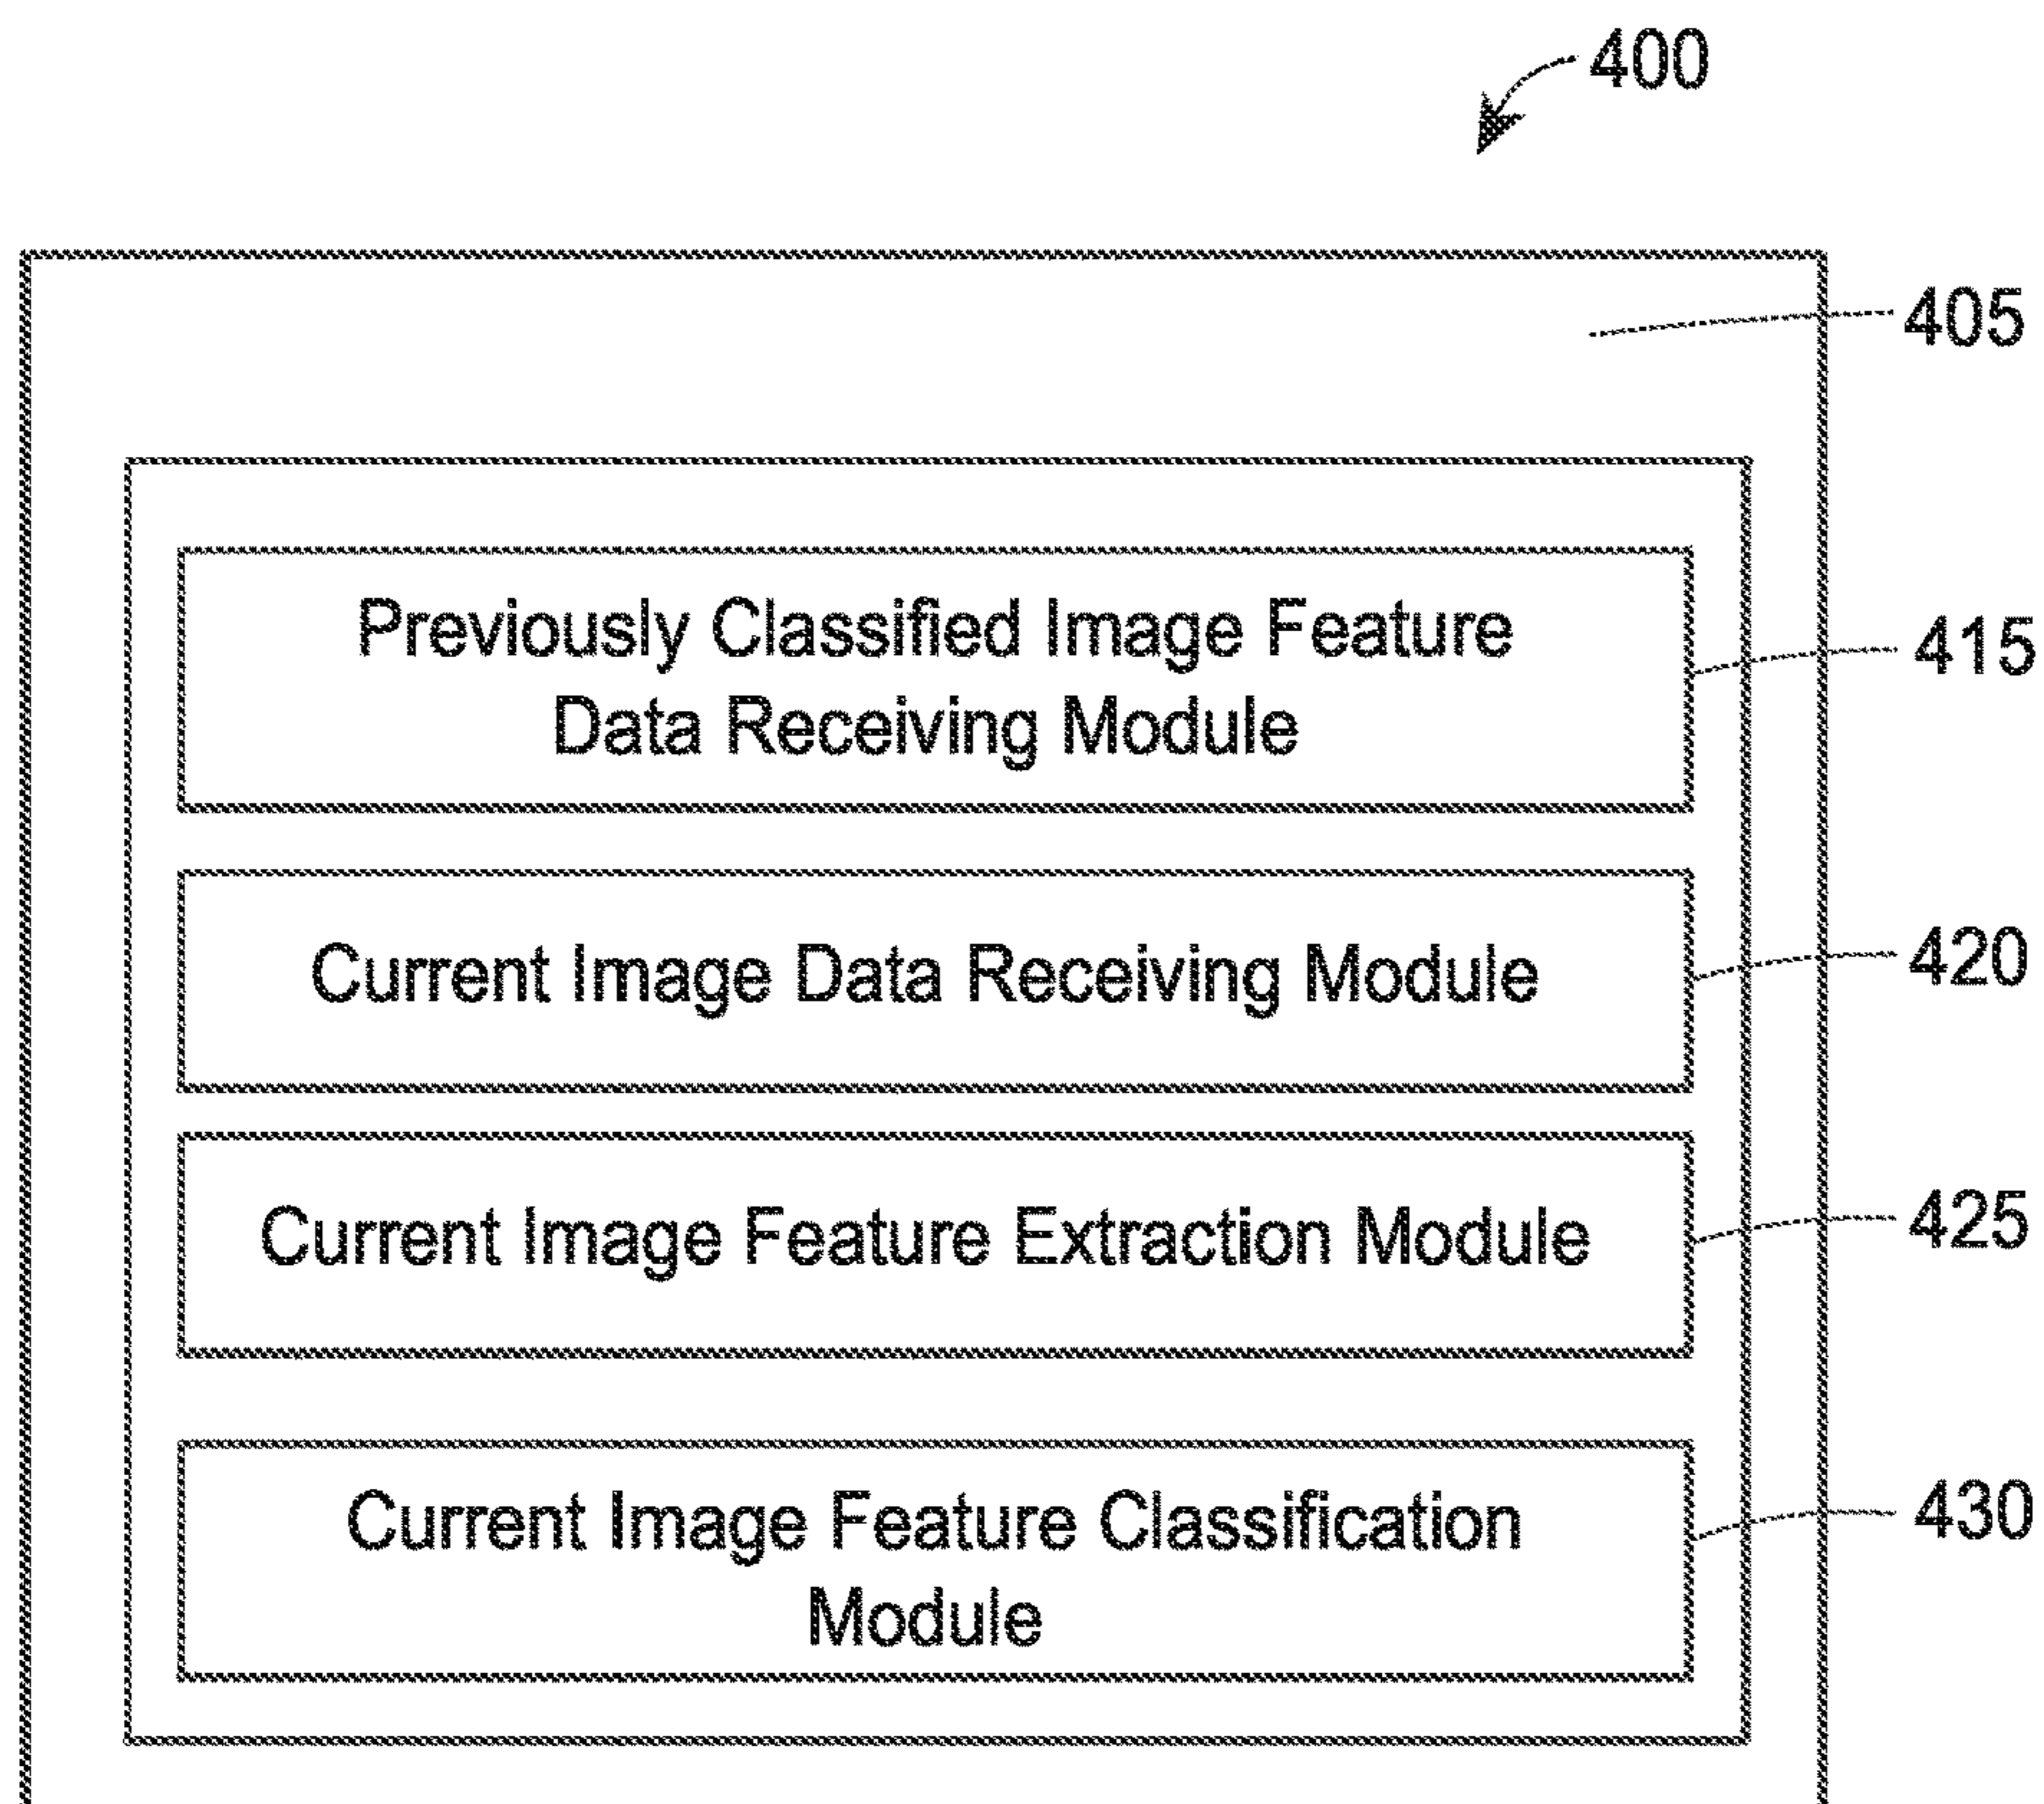 400
405
Previously Classified Image Feature
Data Receiving Module
415
Current Image Data Receiving Module
420
Current Image Feature Extraction Module
425
Current Image Feature Classification
Module
430